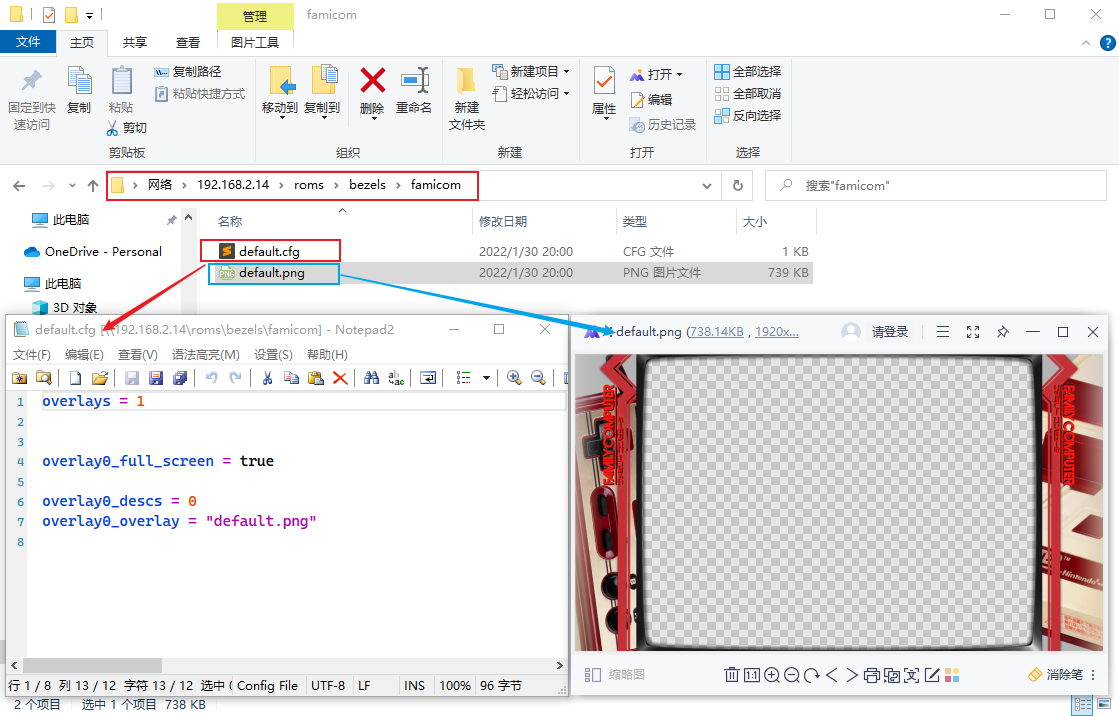 管理
famicom
文件
主页
共享
查看
图片工具
固定到快
速访问
复制
粘贴
复制路径
粘贴快捷方式
剪切
剪贴板
移动到
复制到
删除
重命名
组织
新建
文件夹
新建项目
轻松访问
新建
属性
打开
编辑
历史记录
打开
全部选择
全部取消
反向选择
选择
网络 › 192.168.2.14 › roms › bezels › famicom
搜索"famicom"
此电脑
OneDrive - Personal
此电脑
3D 对象
名称 修改日期 类型 大小
default.cfg 2022/1/30 20:00 CFG 文件 1 KB
default.png 2022/1/30 20:00 PNG 图片文件 739 KB
default.cfg [\\192.168.2.14\roms\bezels\famicom] - Notepad2
文件(F) 编辑(E) 查看(V) 语法高亮(M) 设置(S) 帮助(H)
1 overlays = 1
2
3
4 overlay0_full_screen = true
5
6 overlay0_descs = 0
7 overlay0_overlay = "default.png"
8
行 1 / 8 列 13 / 12 字符 13 / 12 选中 Config File UTF-8 LF INS 100% 96 字节
default.png (738.14KB , 1920x...
请登录
FAMILY COMPUTER
FAMILY COMPUTER
Nintendo
缩略图
1:1
消除笔
2 个项目 选中 1 个项目 738 KB